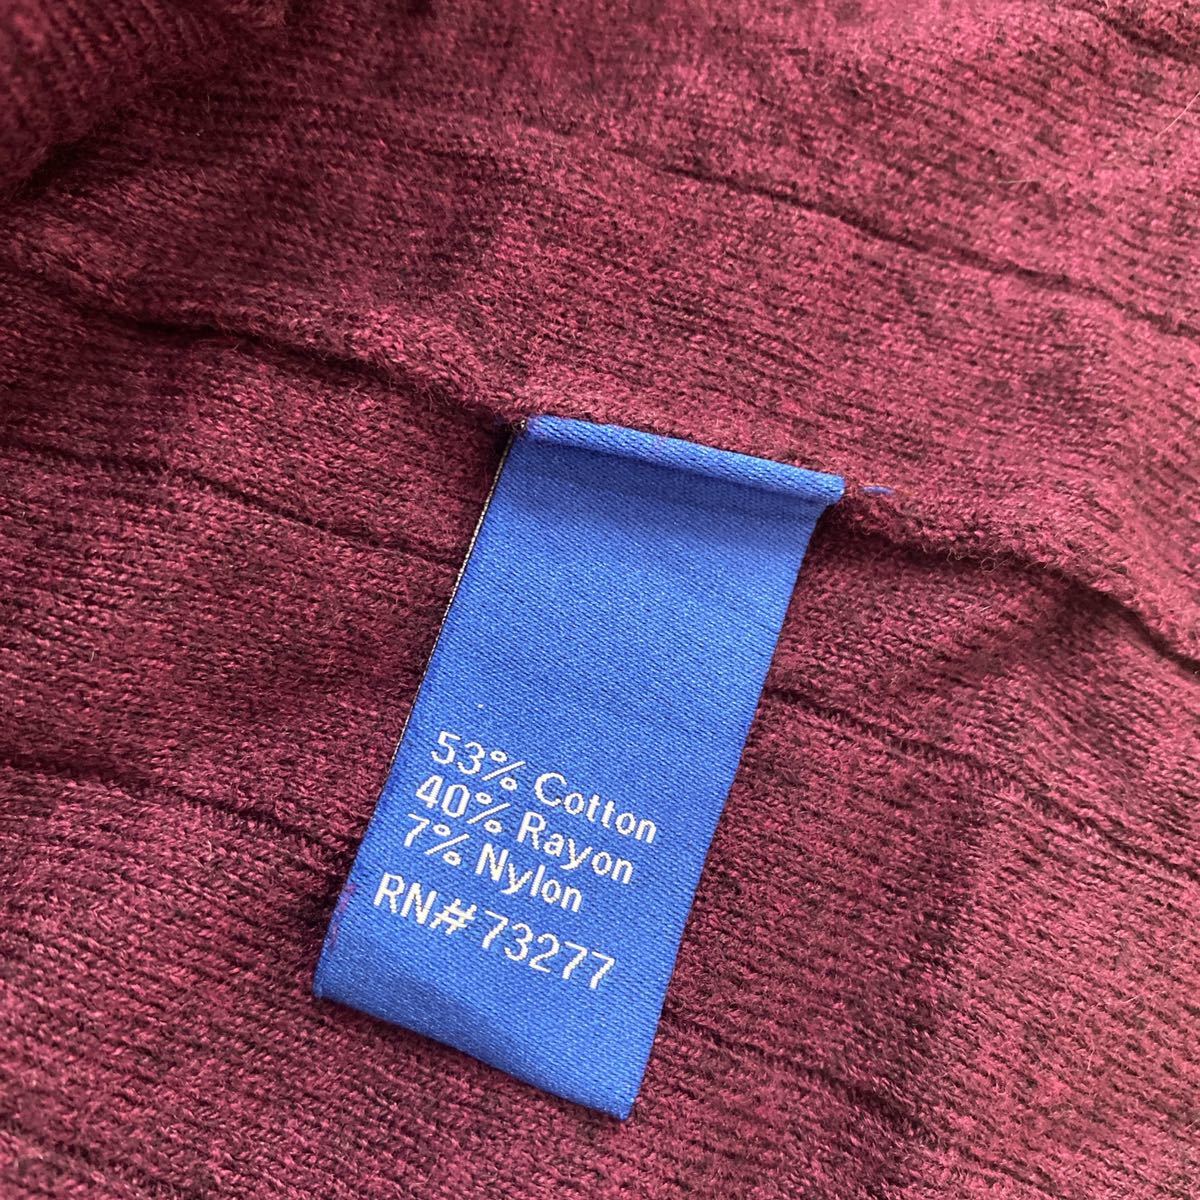 53% Cotton
40% Rayon
7% Nylon
RN#73277